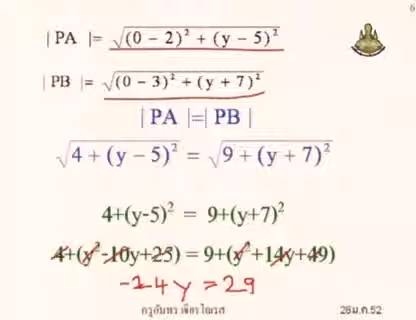 6
| PA |= √(0 – 2)² + (y – 5)²
| PB |= √(0 – 3)² + (y + 7)²
| PA |=| PB |
√4 + (y – 5)² = √9 + (y + 7)²
4+(y-5)² = 9+(y+7)²
4+(y²-10y+25) = 9+(y²+14y+49)
-24y = 29
28ม.ค.52